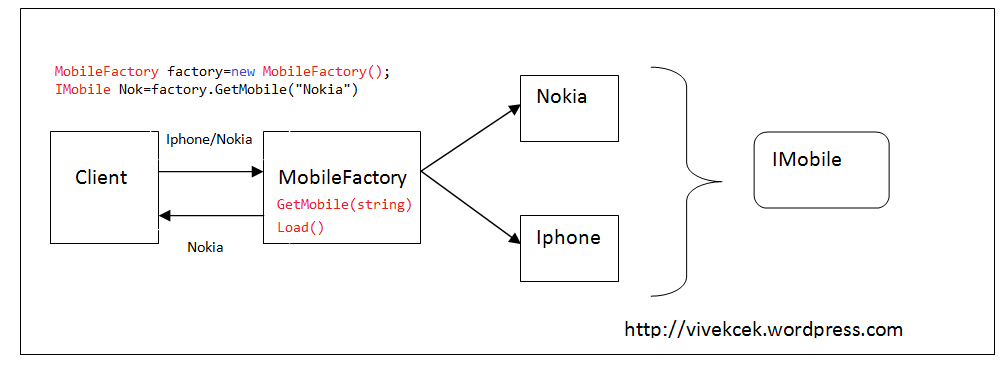 MobileFactory factory=new MobileFactory();
IMobile Nok=factory.GetMobile("Nokia")
Iphone/Nokia
Client
Nokia
MobileFactory
GetMobile(string)
Load()
Nokia
Iphone
IMobile
http://vivekcek.wordpress.com